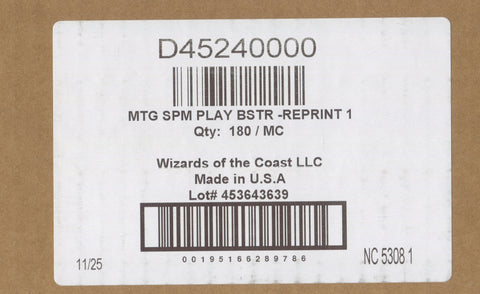 D45240000
MTG SPM PLAY BSTR -REPRINT 1
Qty: 180 / MC
Wizards of the Coast LLC
Made in U.S.A
Lot# 453643639
00195166289786
11/25
NC 5308 1